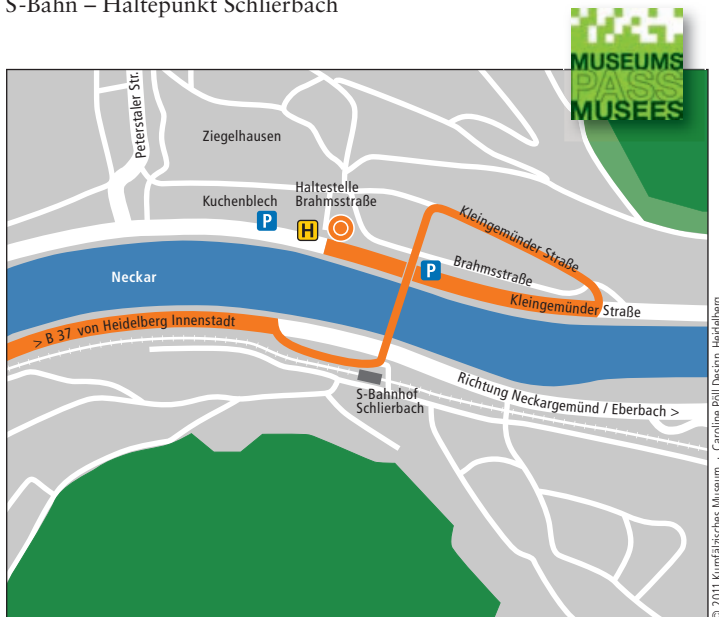 S-Bahn – Haltepunkt Schlierbach
MUSEUMS
PASS
MUSEES
Peterstaler Str.
Ziegelhausen
Kuchenblech
P
H
Haltestelle
Brahmsstraße
Kleingemünder Straße
Brahmsstraße
P
Kleingemünder Straße
Neckar
> B 37 von Heidelberg Innenstadt
S-Bahnhof
Schlierbach
Richtung Neckargemünd / Eberbach >
© 2011 Kurpfälzisches Museum · Caroline Pöll Design, Heidelberg